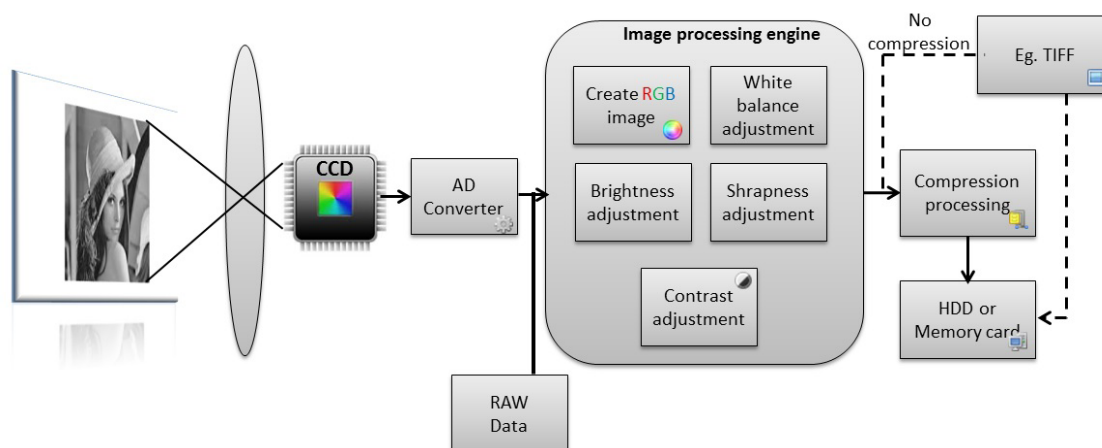 Image processing engine
No
compression
Eg. TIFF
Create RGB
image
White
balance
adjustment
CCD
AD
Converter
Brightness
adjustment
Shrapness
adjustment
Compression
processing
Contrast
adjustment
HDD or
Memory card
RAW
Data